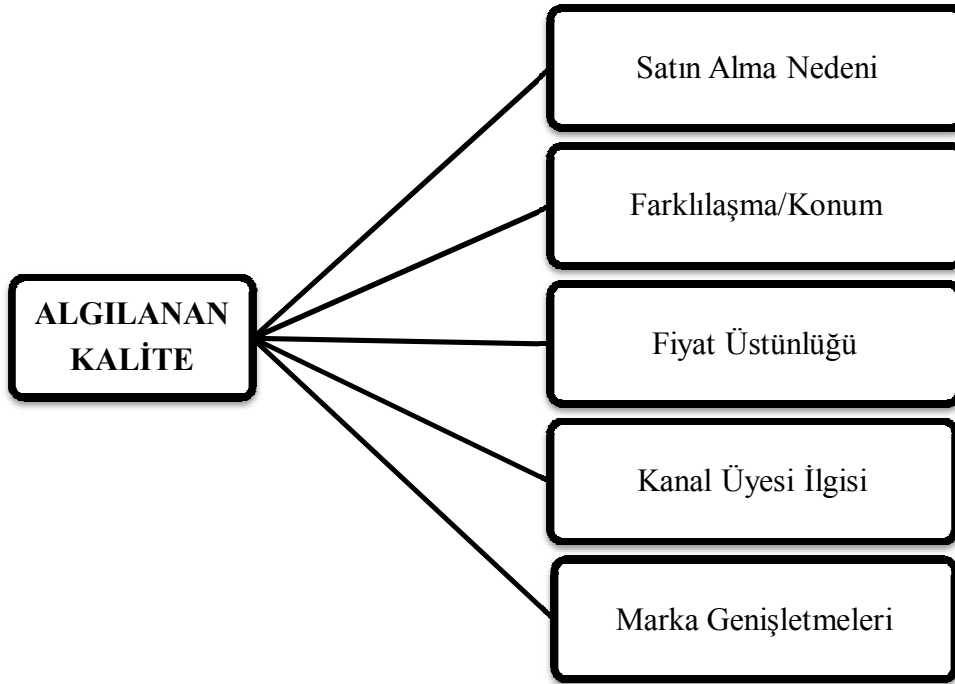 Satın Alma Nedeni
Farklılaşma/Konum
ALGILANAN
KALİTE
Fiyat Üstünlüğü
Kanal Üyesi İlgisi
Marka Genişletmeleri